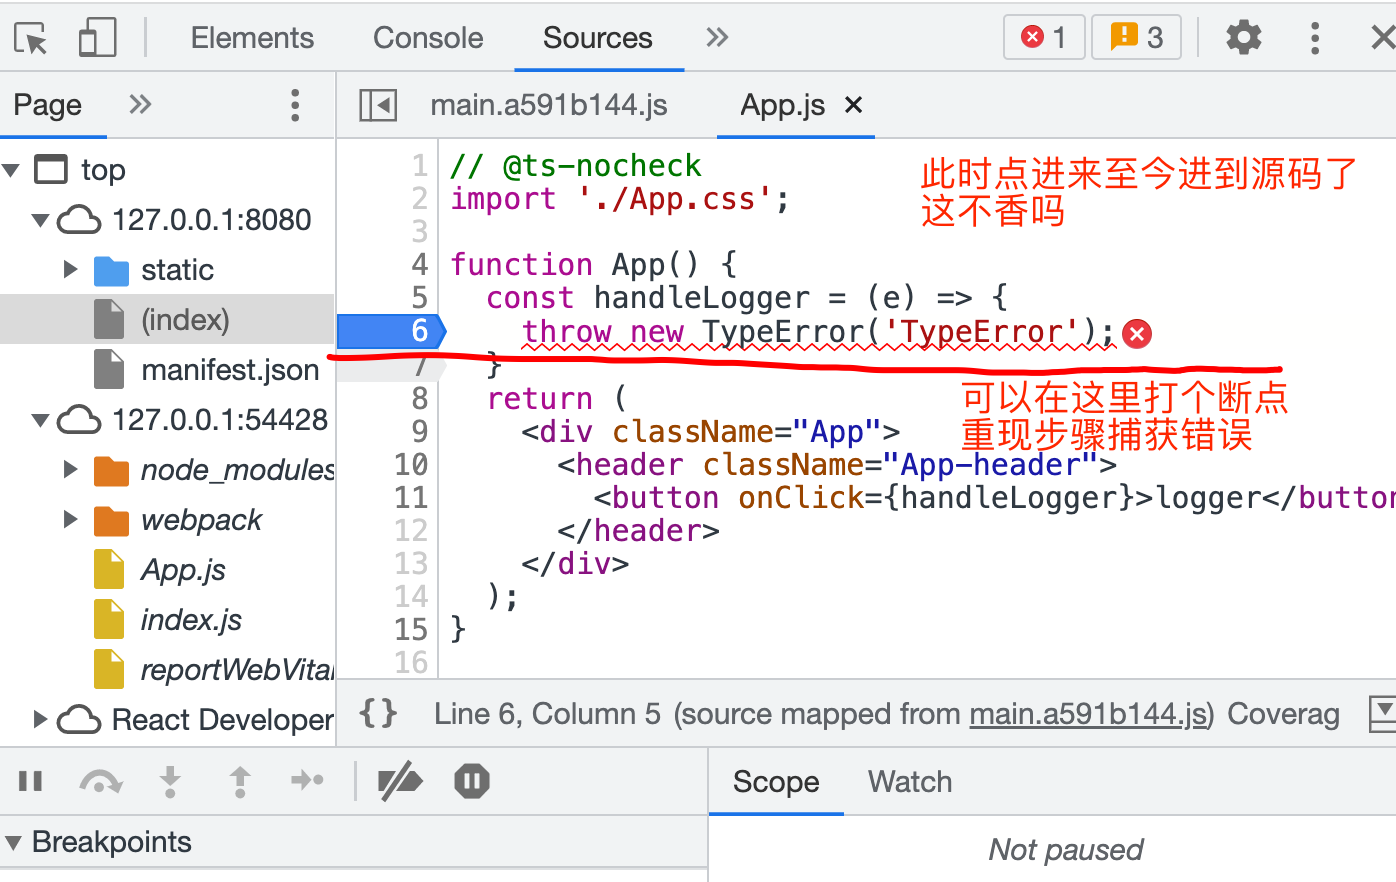 Elements Console Sources » 1 3
Page » main.a591b144.js App.js ×
top
127.0.0.1:8080
static
(index)
manifest.json
127.0.0.1:54428
node_modules
webpack
App.js
index.js
reportWebVita
React Developer
1 // @ts-nocheck
2 import './App.css';
3
4 function App() {
5 const handleLogger = (e) => {
6 throw new TypeError('TypeError');
7 }
8 return (
9 <div className="App">
10 <header className="App-header">
11 <button onClick={handleLogger}>logger</button
12 </header>
13 </div>
14 );
15 }
16
此时点进来至今进到源码了
这不香吗
可以在这里打个断点
重现步骤捕获错误
{} Line 6, Column 5 (source mapped from main.a591b144.js) Coverag
Scope Watch
Breakpoints
Not paused